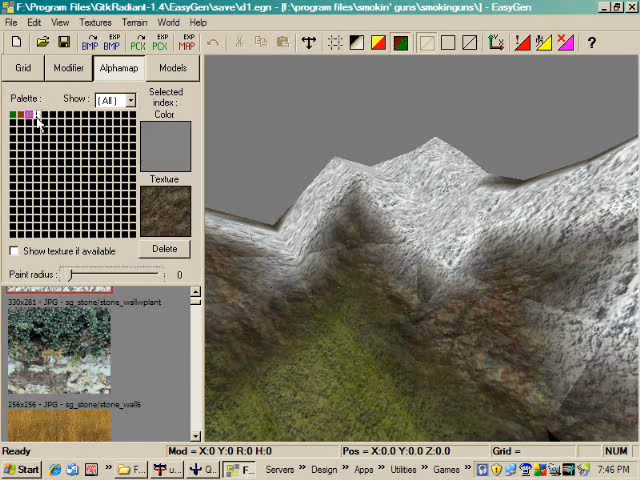 F:\Program Files\GtkRadiant-1.4\EasyGen\save\d1.egn - [f:\program files\smokin' guns\smokinguns\] - EasyGen
File Edit View Textures Terrain World Help
EXP BMP EXP BMP EXP PCX EXP PCX EXP MAP ?
Grid Modifier Alphamap Models
Palette : Show : (All) Selected index:
Color
Texture
Show texture if available Delete
Paint radius : 0
330x281 - JPG - sg_stone/stone_wallwplant
256x256 - JPG - sg_stone/stone_wall6
Ready Mod = X:0 Y:0 R:0 H:0 Pos = X:0.0 Y:0.0 Z:0.0 Grid = NUM
Start F... u... Q... F... Servers » Design » Apps » Utilities » Games » 7:46 PM